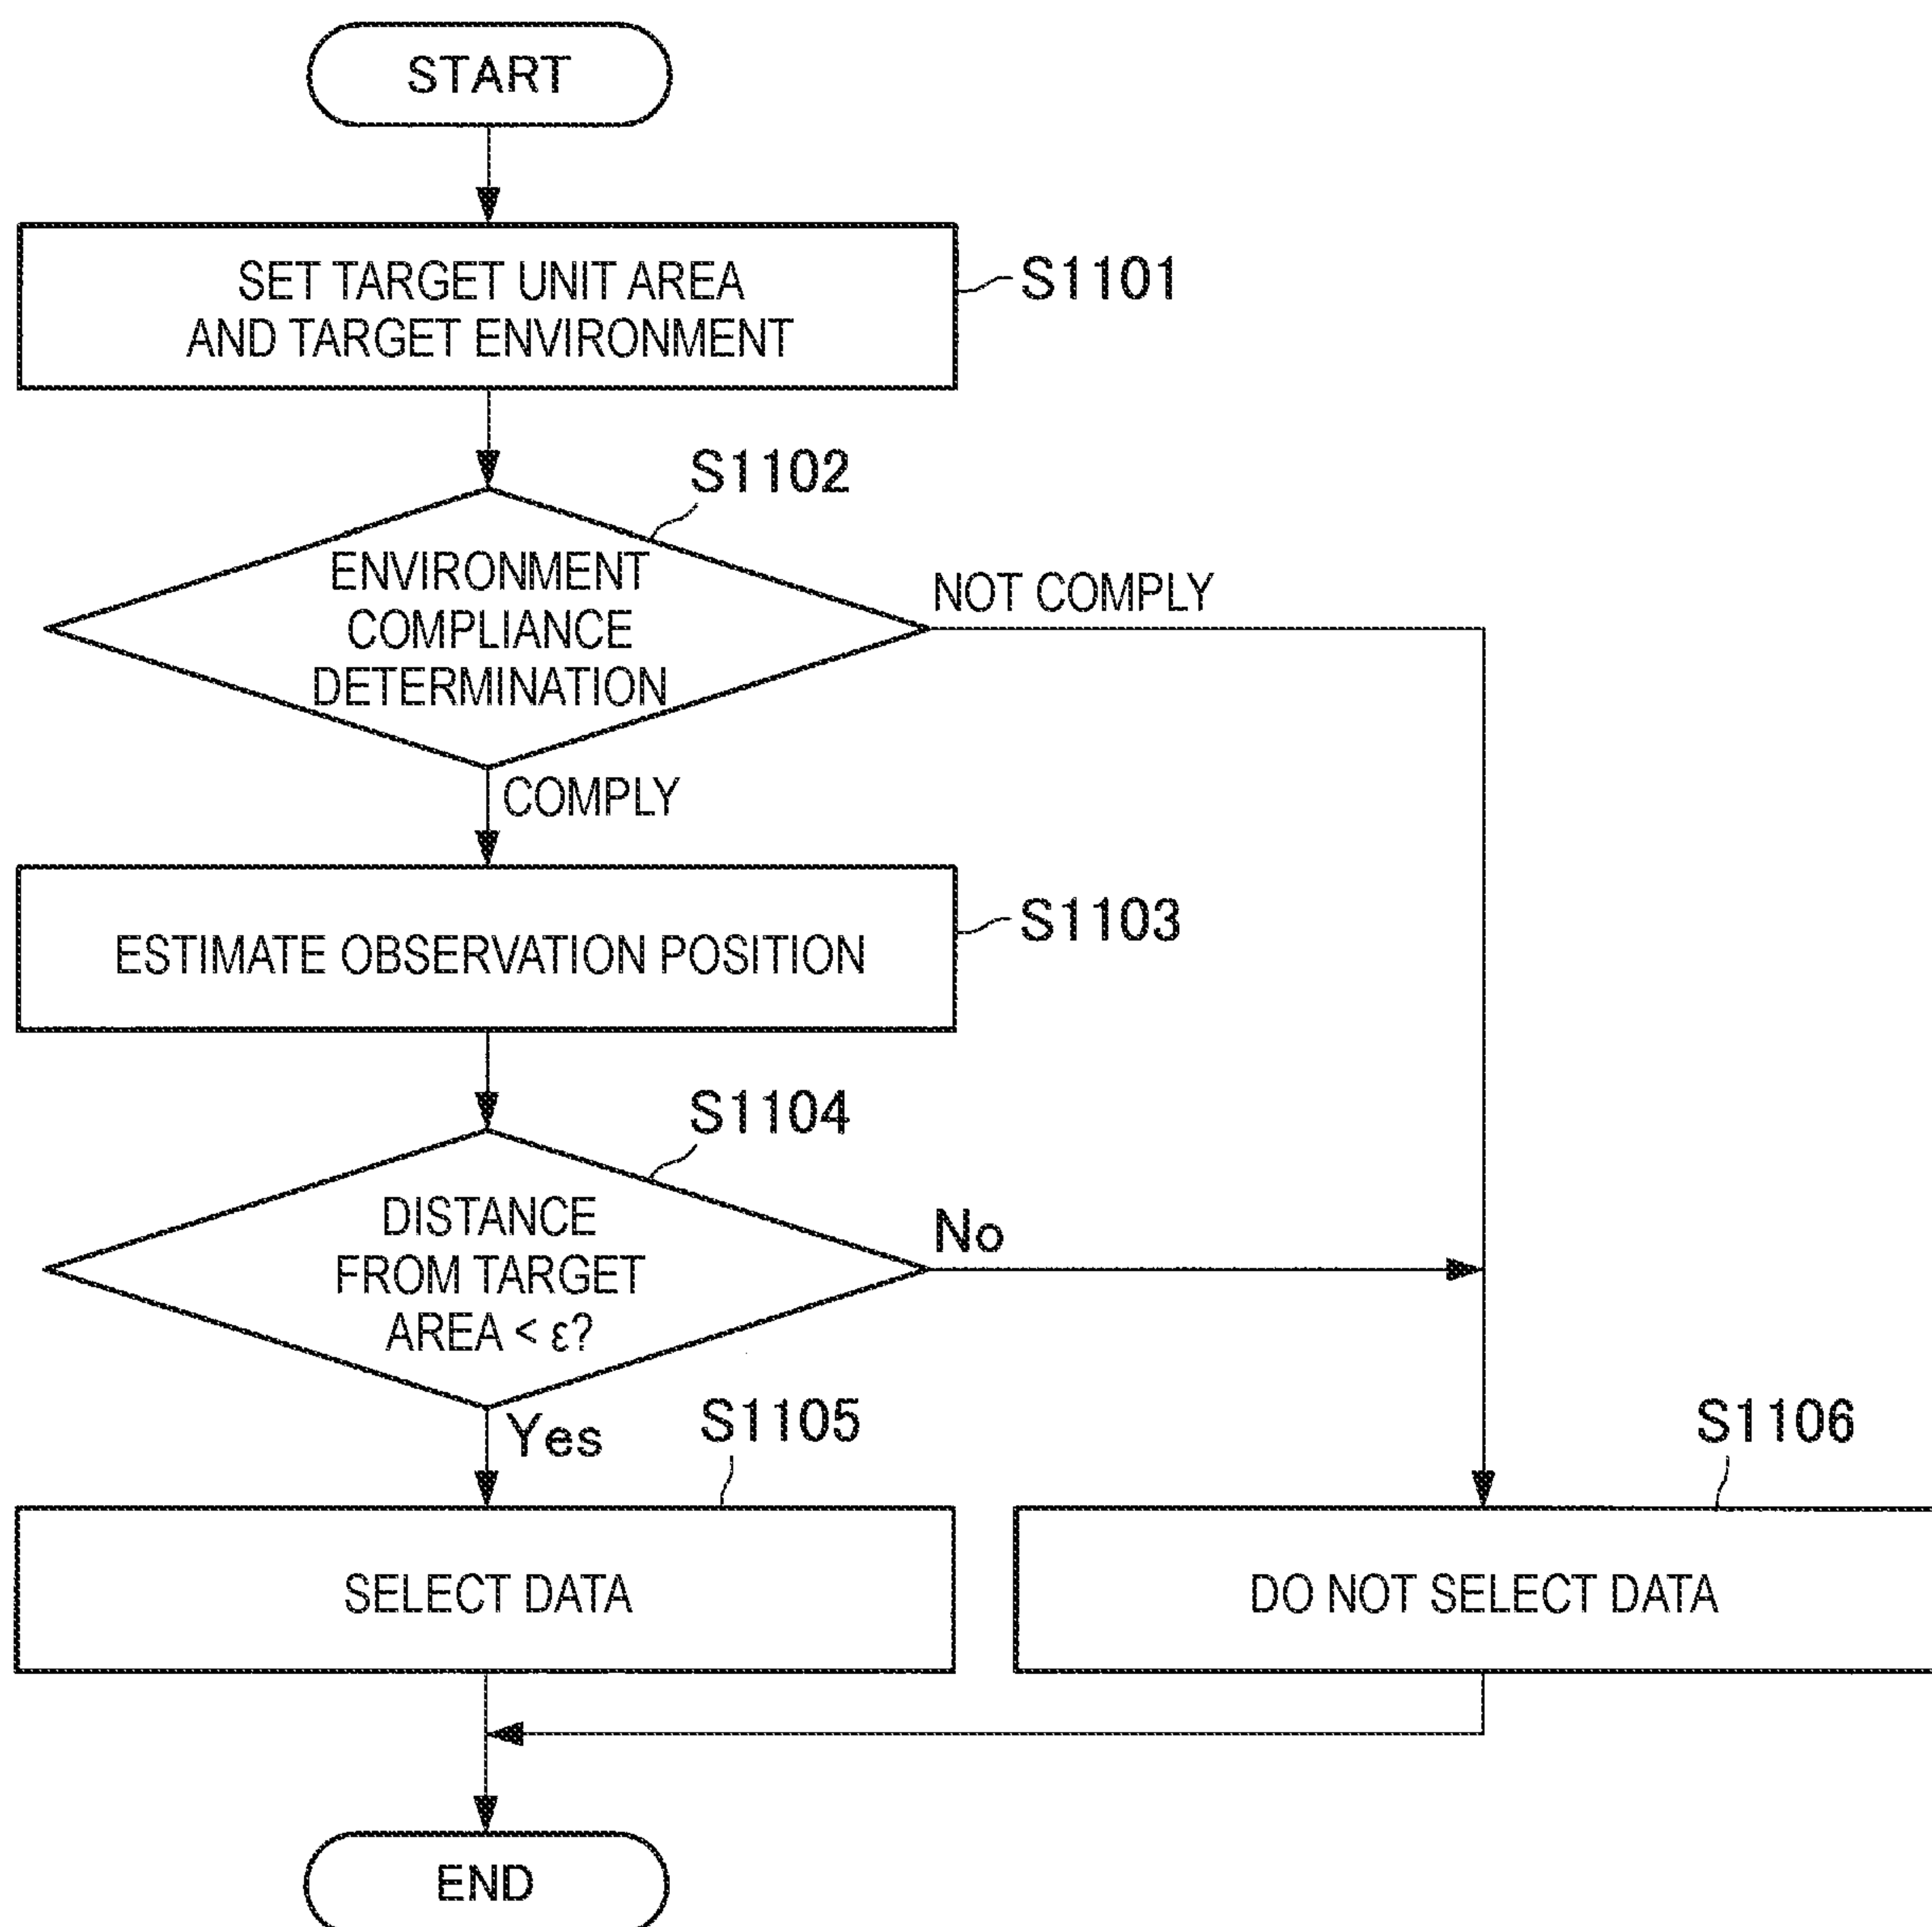 START
SET TARGET UNIT AREA
AND TARGET ENVIRONMENT
S1101
S1102
ENVIRONMENT
COMPLIANCE
DETERMINATION
NOT COMPLY
COMPLY
ESTIMATE OBSERVATION POSITION
S1103
S1104
DISTANCE
FROM TARGET
AREA < ε?
No
Yes
S1105
S1106
SELECT DATA
DO NOT SELECT DATA
END